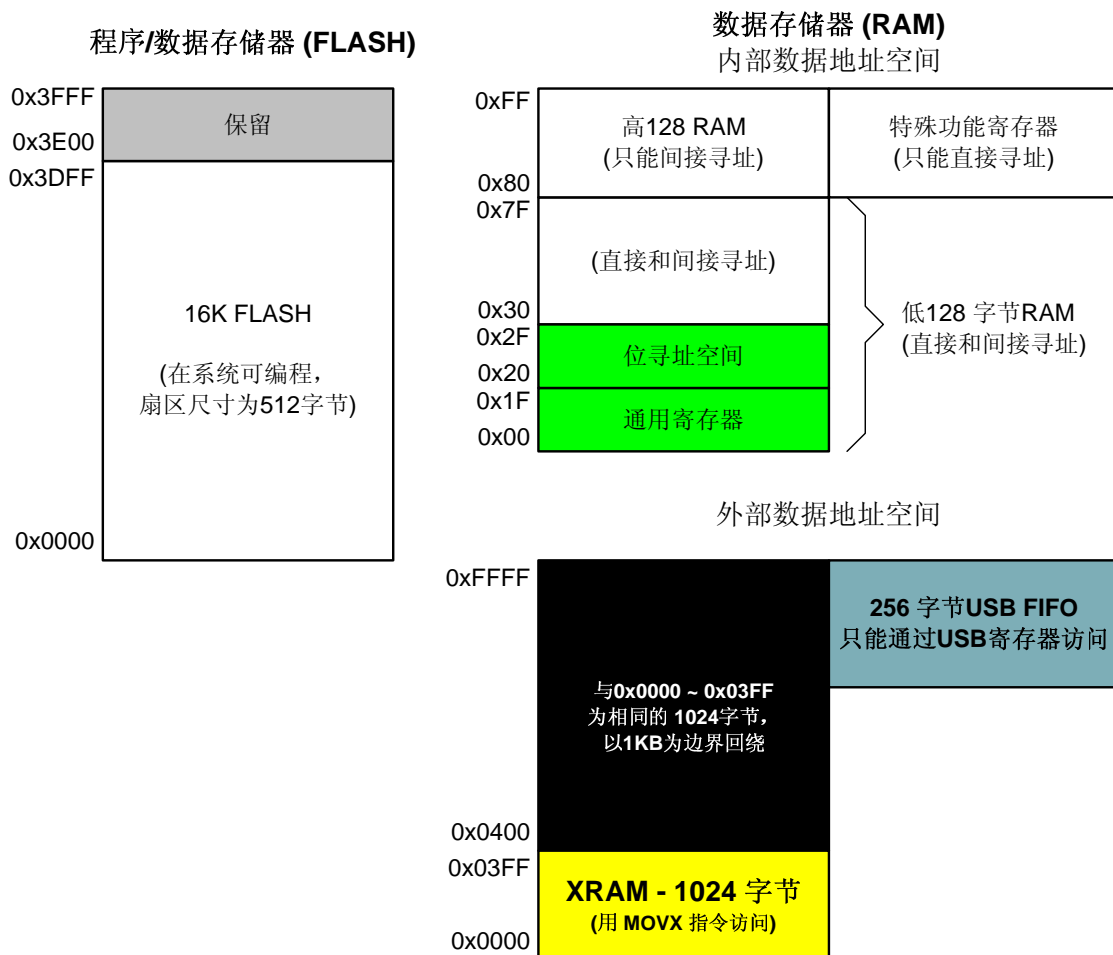 程序/数据存储器 (FLASH)
0x3FFF
保留
0x3E00
0x3DFF
16K FLASH
(在系统可编程，
扇区尺寸为512字节)
0x0000
数据存储器 (RAM)
内部数据地址空间
0xFF
高128 RAM
(只能间接寻址)
特殊功能寄存器
(只能直接寻址)
0x80
0x7F
(直接和间接寻址)
0x30
0x2F
位寻址空间
0x20
0x1F
通用寄存器
0x00
低128 字节RAM
(直接和间接寻址)
外部数据地址空间
0xFFFF
256 字节USB FIFO
只能通过USB寄存器访问
与0x0000 ~ 0x03FF
为相同的 1024字节，
以1KB为边界回绕
0x0400
0x03FF
XRAM - 1024 字节
(用 MOVX 指令访问)
0x0000